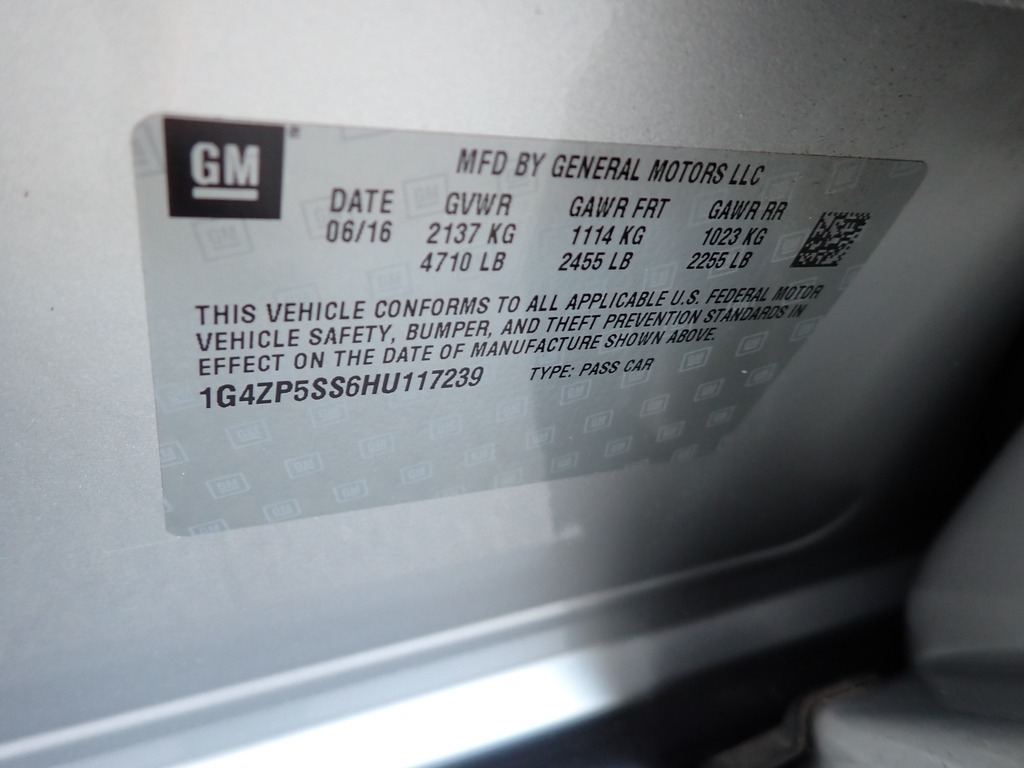 GM
MFD BY GENERAL MOTORS LLC
DATE GVWR GAWR FRT GAWR RR
06/16 2137 KG 1114 KG 1023 KG
4710 LB 2455 LB 2255 LB
THIS VEHICLE CONFORMS TO ALL APPLICABLE U.S. FEDERAL MOTOR
VEHICLE SAFETY, BUMPER, AND THEFT PREVENTION STANDARDS IN
EFFECT ON THE DATE OF MANUFACTURE SHOWN ABOVE.
1G4ZP5SS6HU117239 TYPE: PASS CAR